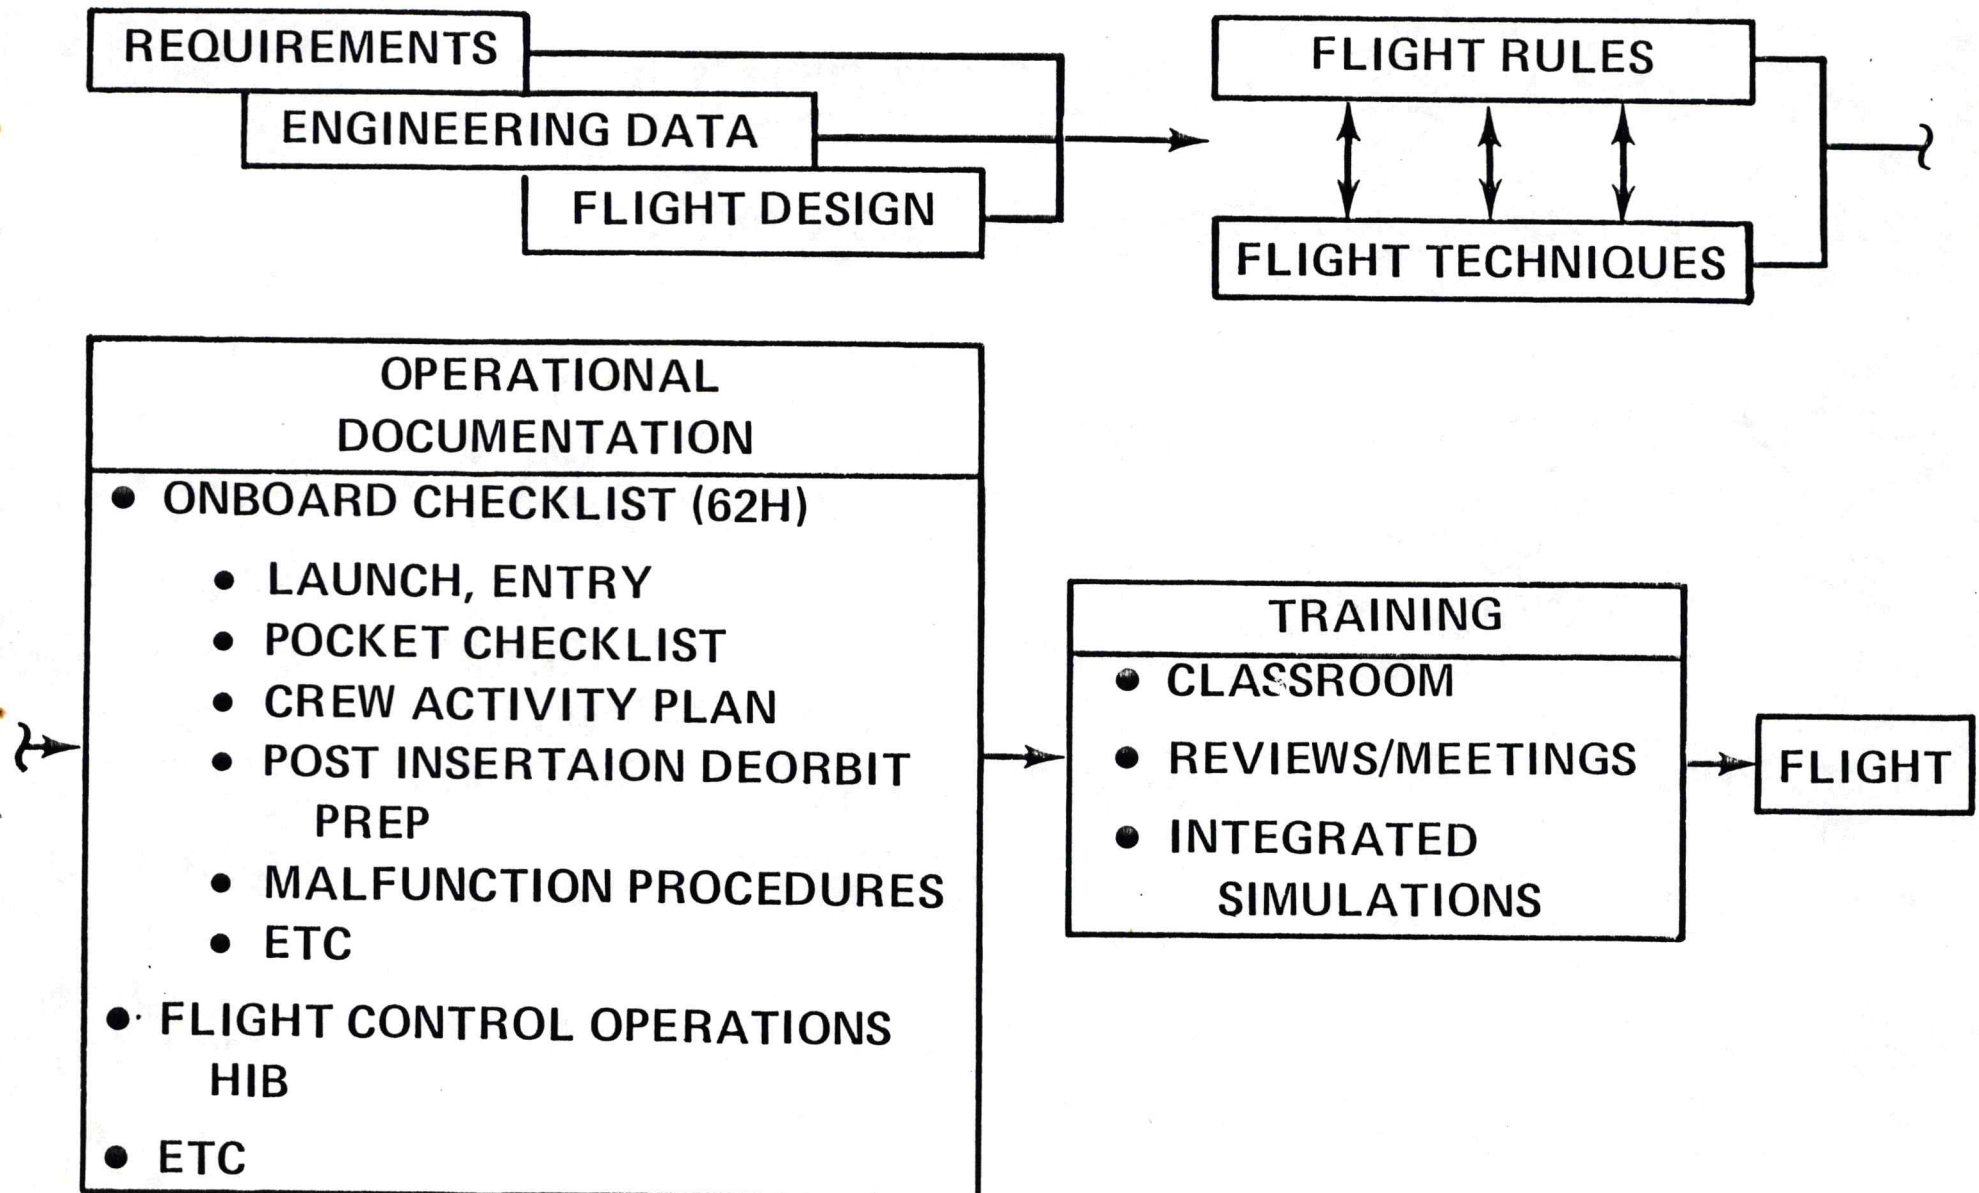 REQUIREMENTS
ENGINEERING DATA
FLIGHT DESIGN
FLIGHT RULES
FLIGHT TECHNIQUES
OPERATIONAL
DOCUMENTATION
● ONBOARD CHECKLIST (62H)
● LAUNCH, ENTRY
● POCKET CHECKLIST
● CREW ACTIVITY PLAN
● POST INSERTAION DEORBIT
PREP
● MALFUNCTION PROCEDURES
● ETC
● FLIGHT CONTROL OPERATIONS
HIB
● ETC
TRAINING
● CLASSROOM
● REVIEWS/MEETINGS
● INTEGRATED
SIMULATIONS
FLIGHT